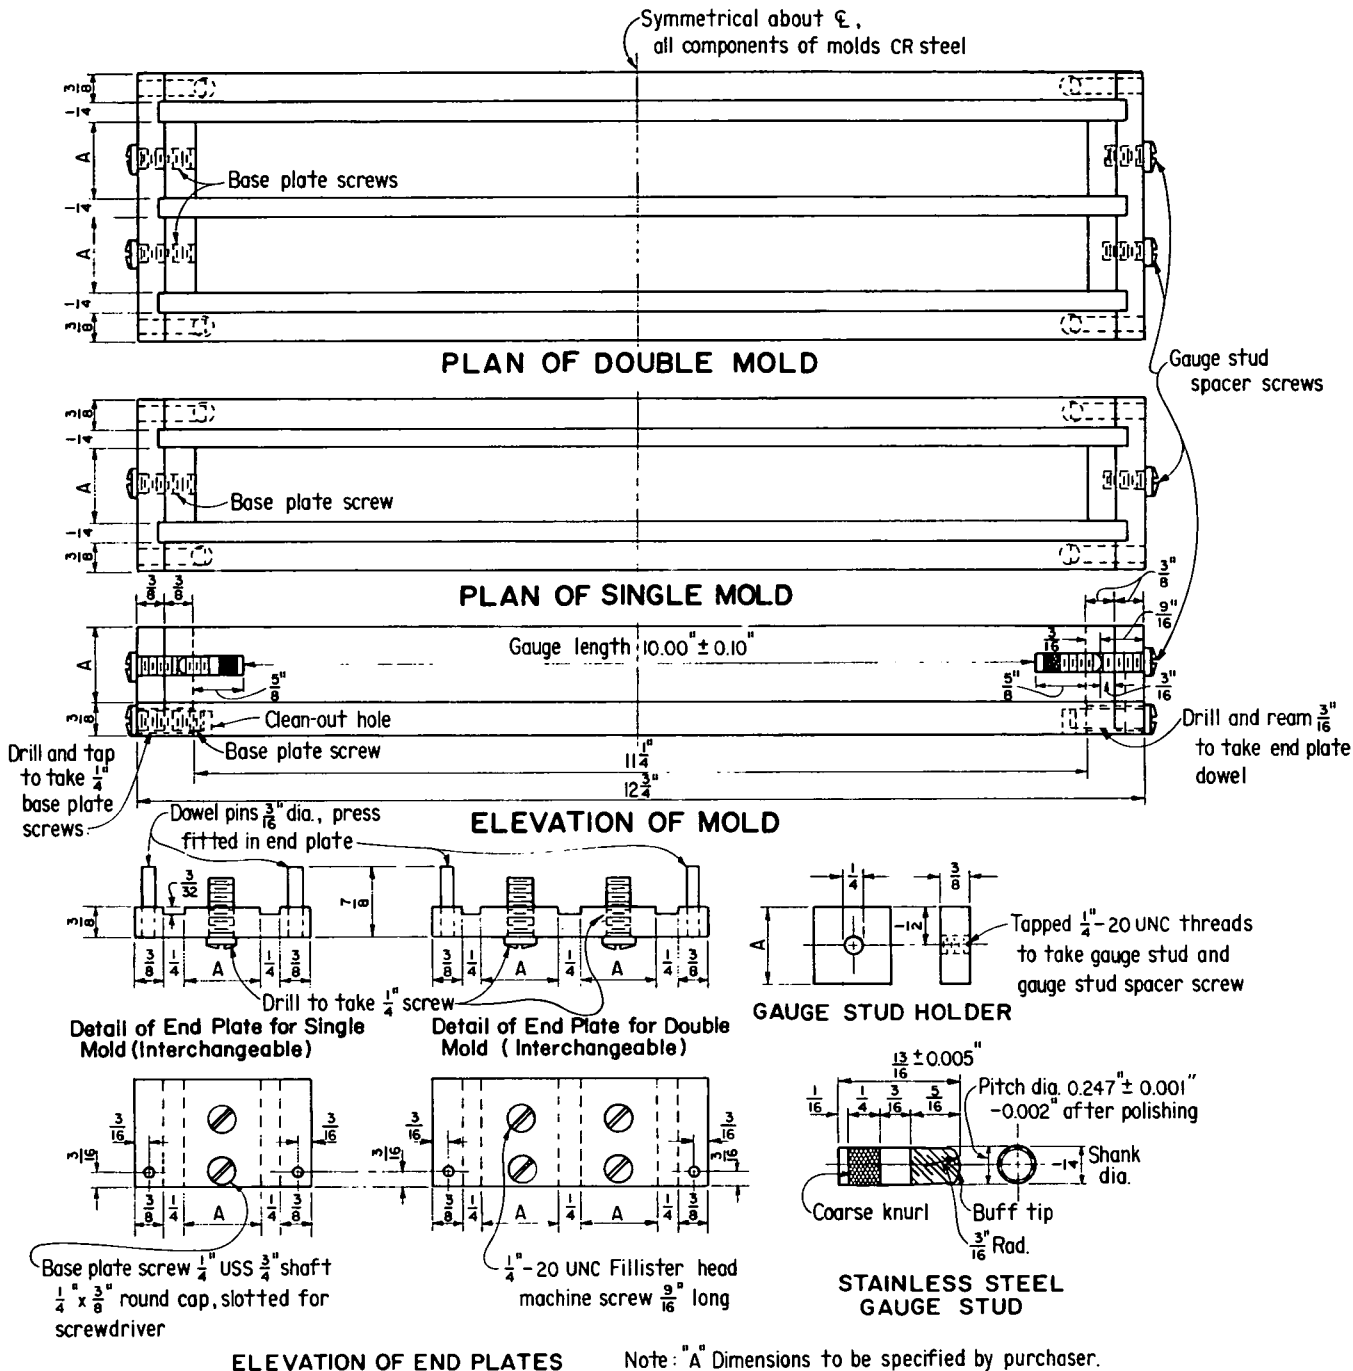 Symmetrical about ℄,
all components of molds CR steel
3/8
1/4
A
1/4
A
1/4
3/8
Base plate screws
PLAN OF DOUBLE MOLD
Gauge stud
spacer screws
3/8
1/4
A
1/4
3/8
Base plate screw
PLAN OF SINGLE MOLD
3/8 3/8
3/8"
9/16"
A
3/8
Gauge length 10.00" ± 0.10"
3/16
5/8"
5/8"
3/16"
Clean-out hole
Base plate screw
Drill and tap
to take 1/4"
base plate
screws
Drill and ream 3/16"
to take end plate
dowel
11 1/4"
12 3/4"
ELEVATION OF MOLD
Dowel pins 3/16" dia., press
fitted in end plate
3/32
7/8
3/8
3/8 1/4 A 1/4 3/8
3/8 1/4 A 1/4 A 1/4 3/8
Drill to take 1/4" screw
Detail of End Plate for Single
Mold (Interchangeable)
Detail of End Plate for Double
Mold ( Interchangeable)
1/4
3/8
A
1/2
Tapped 1/4"-20 UNC threads
to take gauge stud and
gauge stud spacer screw
GAUGE STUD HOLDER
3/16
3/16
3/16
3/8 1/4 A 1/4 3/8
3/16
3/16
3/16
3/16
3/8 1/4 A 1/4 A 1/4 3/8
Base plate screw 1/4" USS 3/4" shaft
1/4" x 3/8" round cap, slotted for
screwdriver
1/4"-20 UNC Fillister head
machine screw 9/16" long
13/16 ± 0.005"
1/16 1/4 3/16 5/16
Pitch dia. 0.247" ± 0.001"
-0.002" after polishing
1/4
Shank
dia.
Coarse knurl
Buff tip
3/16" Rad.
STAINLESS STEEL
GAUGE STUD
ELEVATION OF END PLATES
Note: "A" Dimensions to be specified by purchaser.